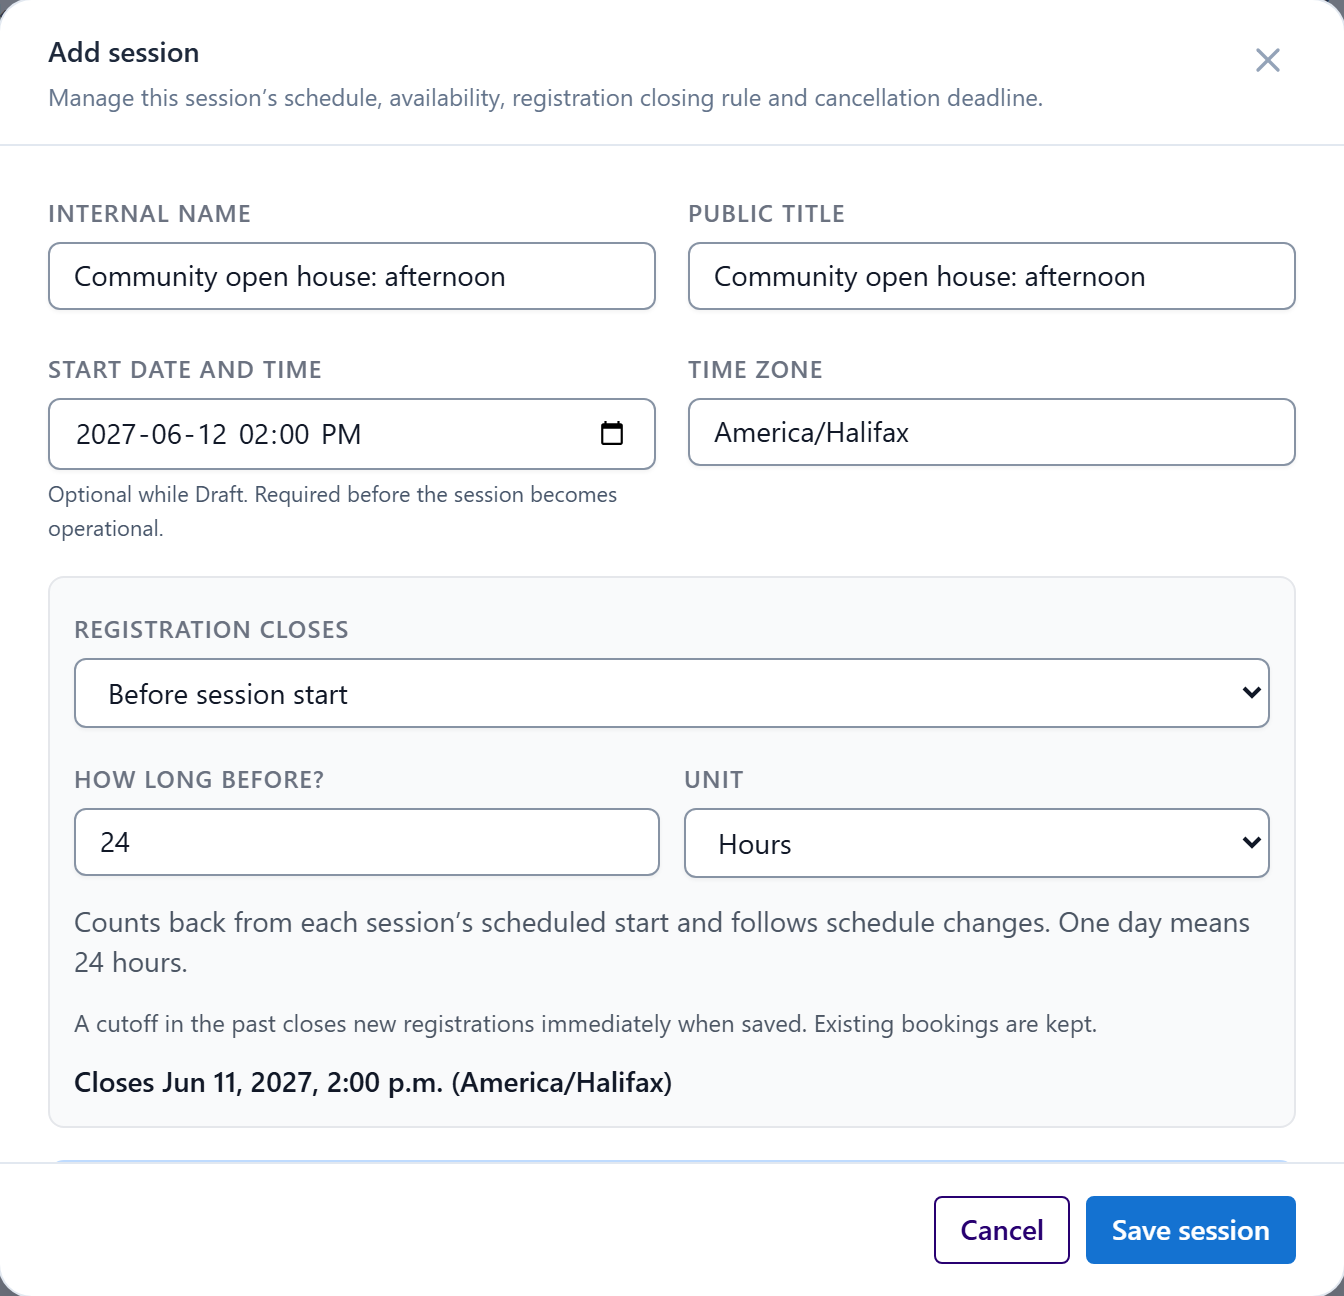 Add session
Manage this session’s schedule, availability, registration closing rule and cancellation deadline.
INTERNAL NAME
Community open house: afternoon
PUBLIC TITLE
Community open house: afternoon
START DATE AND TIME
2027-06-12 02:00 PM
Optional while Draft. Required before the session becomes
operational.
TIME ZONE
America/Halifax
REGISTRATION CLOSES
Before session start
HOW LONG BEFORE?
24
UNIT
Hours
Counts back from each session’s scheduled start and follows schedule changes. One day means
24 hours.
A cutoff in the past closes new registrations immediately when saved. Existing bookings are kept.
Closes Jun 11, 2027, 2:00 p.m. (America/Halifax)
Cancel
Save session